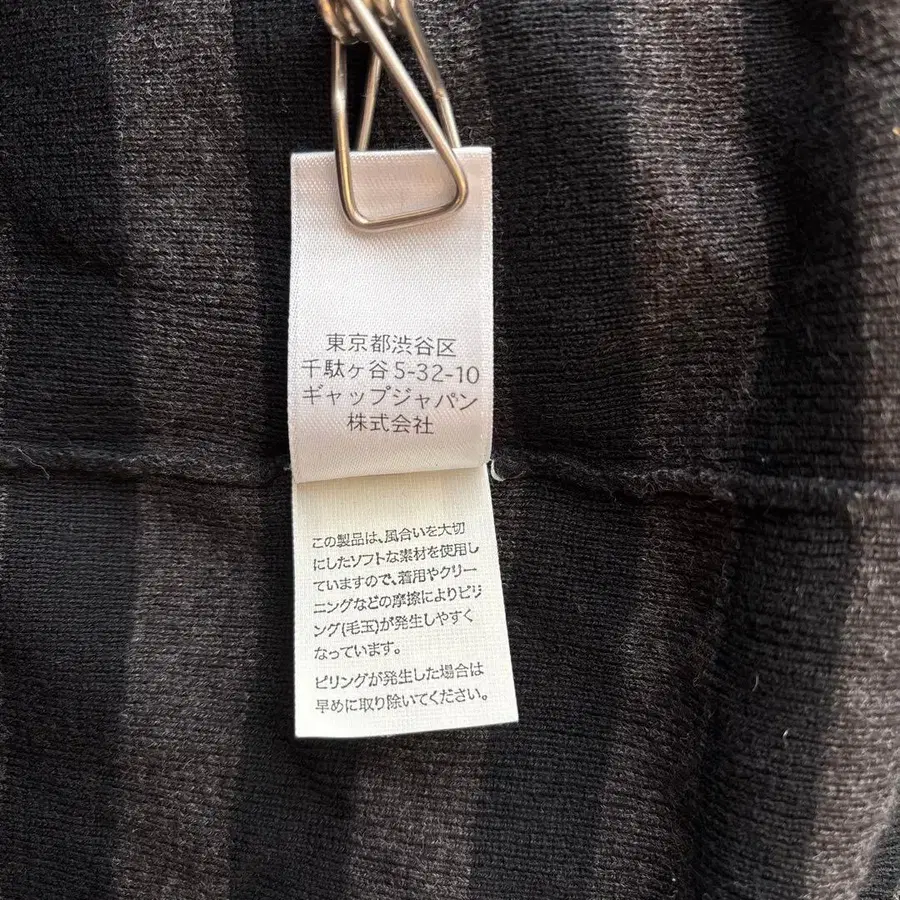 東京都渋谷区
千駄ヶ谷5-32-10
ギャップジャパン
株式会社
この製品は、風合いを大切
にしたソフトな素材を使用し
ていますので、着用やクリー
ニングなどの摩擦によりピリ
ング(毛玉)が発生しやすく
なっています。
ピリングが発生した場合は
早めに取り除いてください。